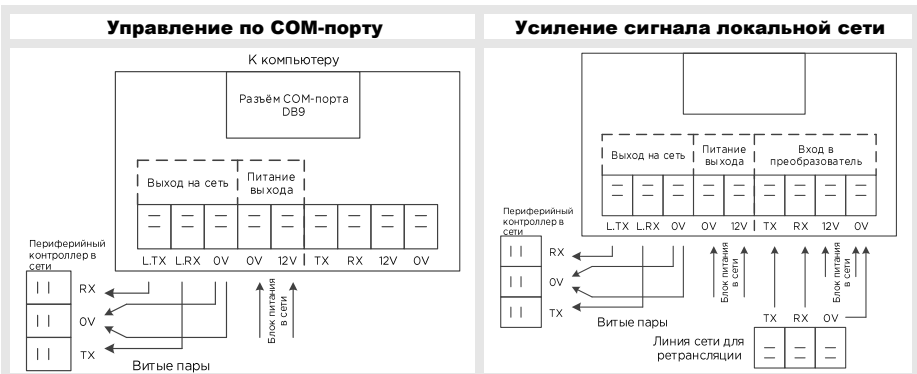 Управление по COM-порту
К компьютеру
Разъём COM-порта
DB9
Выход на сеть
Питание
выхода
L.TX L.RX 0V 0V 12V TX RX 12V 0V
Периферийный
контроллер в
сети
RX
0V
TX
Блок питания
в сети
Витые пары
Усиление сигнала локальной сети
Выход на сеть
Питание
выхода
Вход в
преобразователь
L.TX L.RX 0V 0V 12V TX RX 12V 0V
Периферийный
контроллер в
сети
RX
0V
TX
Блок питания
в сети
Блок питания
в сети
Витые пары
TX RX 0V
Линия сети для
ретрансляции